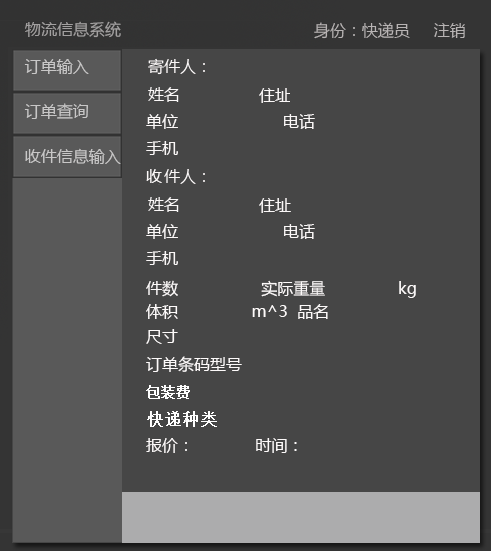 物流信息系统 身份：快递员 注销
订单输入
订单查询
收件信息输入
寄件人：
姓名 住址
单位 电话
手机
收件人：
姓名 住址
单位 电话
手机
件数 实际重量 kg
体积 m^3 品名
尺寸
订单条码型号
包装费
快递种类
报价： 时间：